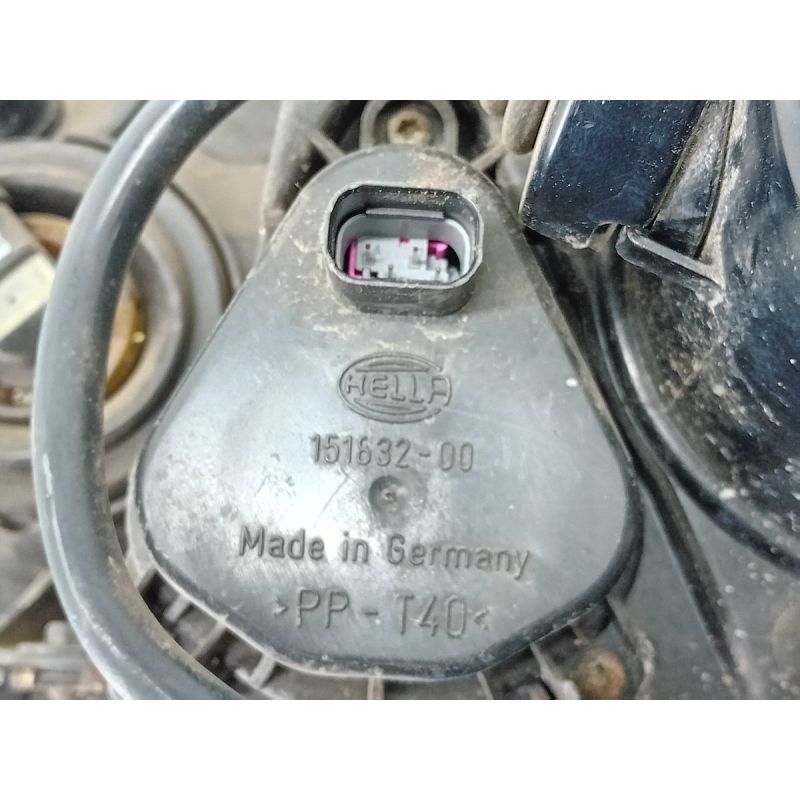 HELLA
151632-00
Made in Germany
>PP-T40<